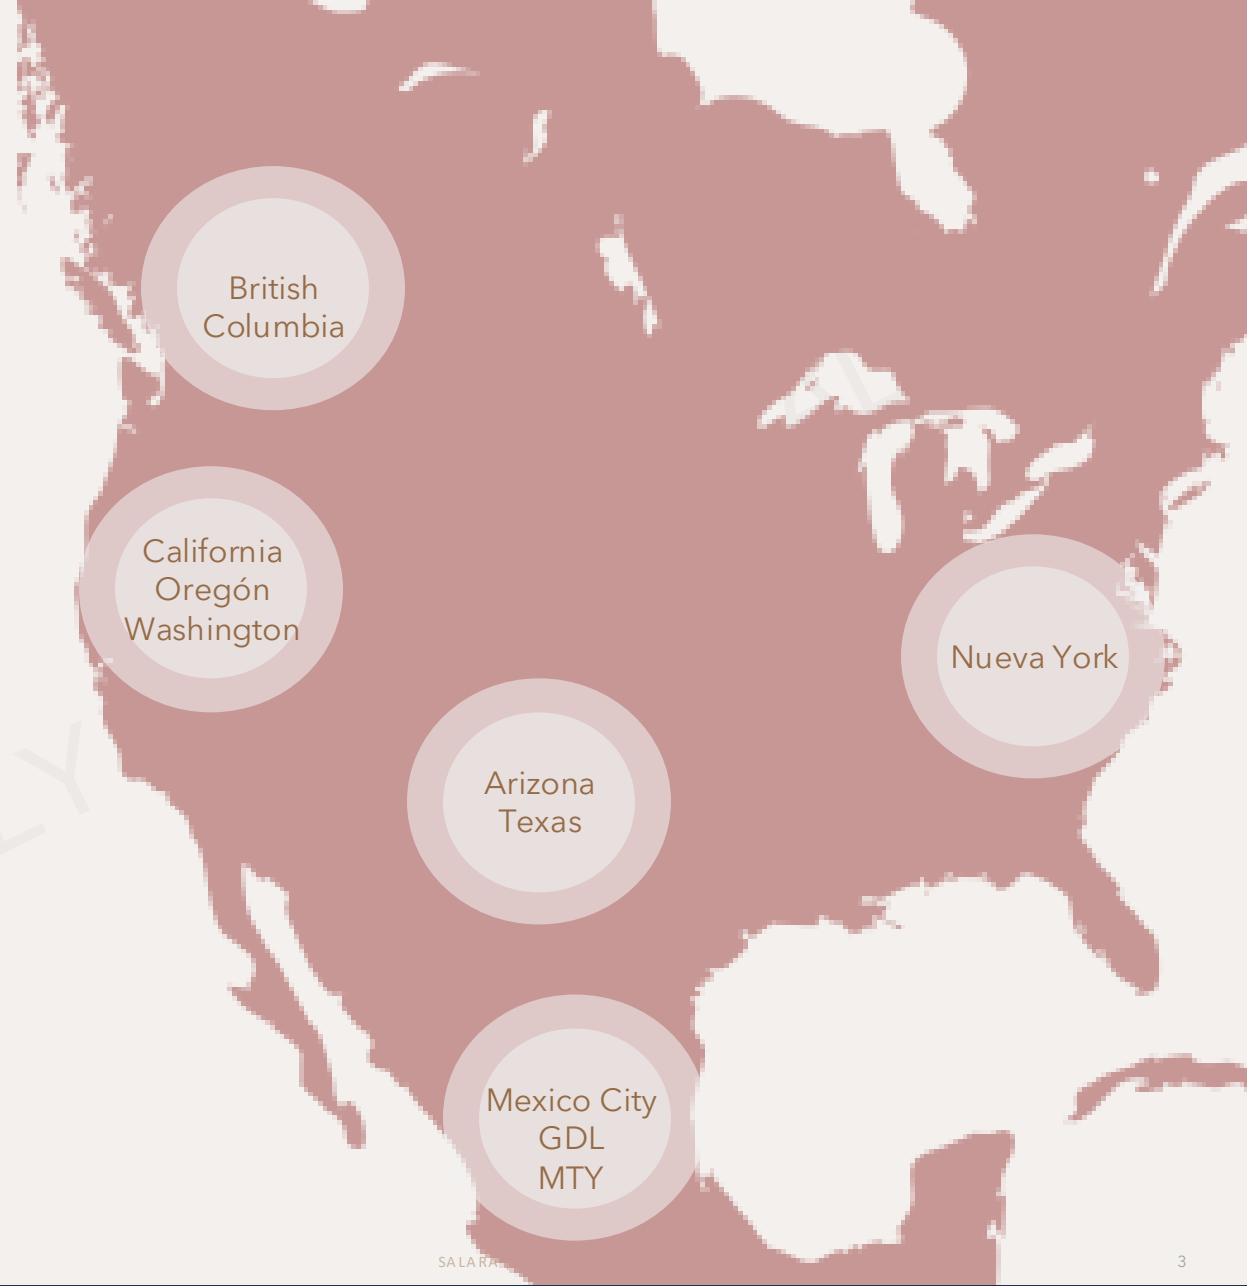 British
Columbia
California
Oregón
Washington
Nueva York
Arizona
Texas
Mexico City
GDL
MTY
3